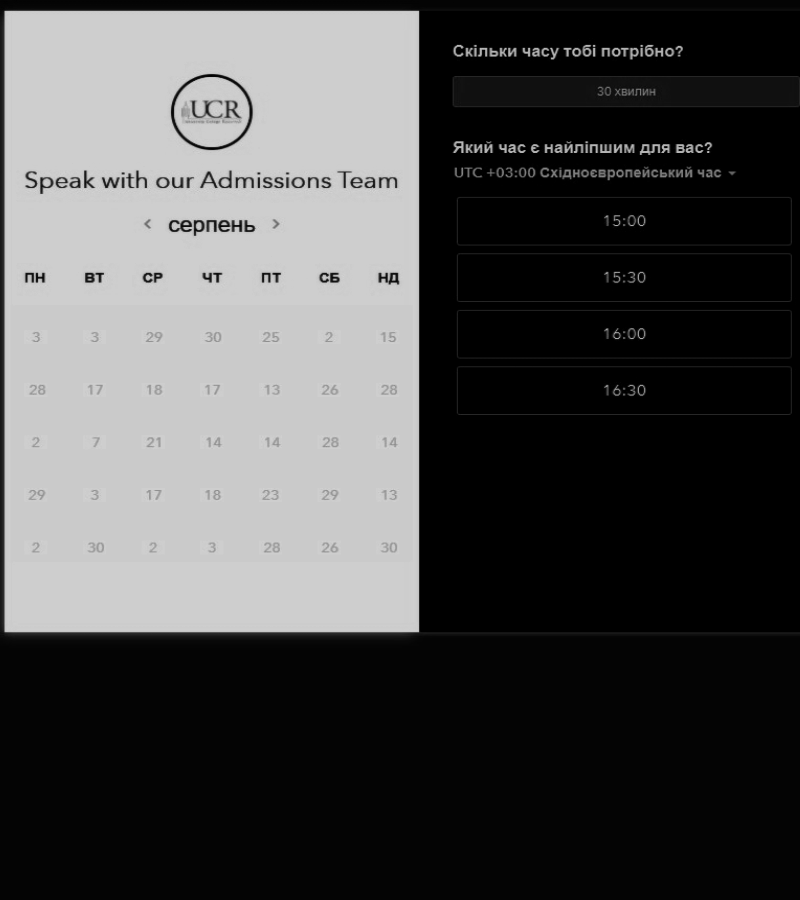 UCR
Speak with our Admissions Team
< серпень >
ПН ВТ СР ЧТ ПТ СБ НД
3 3 29 30 25 2 15
28 17 18 17 13 26 28
2 7 21 14 14 28 14
29 3 17 18 23 29 13
2 30 2 3 28 26 30
Скільки часу тобі потрібно?
30 хвилин
Який час є найліпшим для вас?
UTC +03:00 Східноєвропейський час
15:00
15:30
16:00
16:30